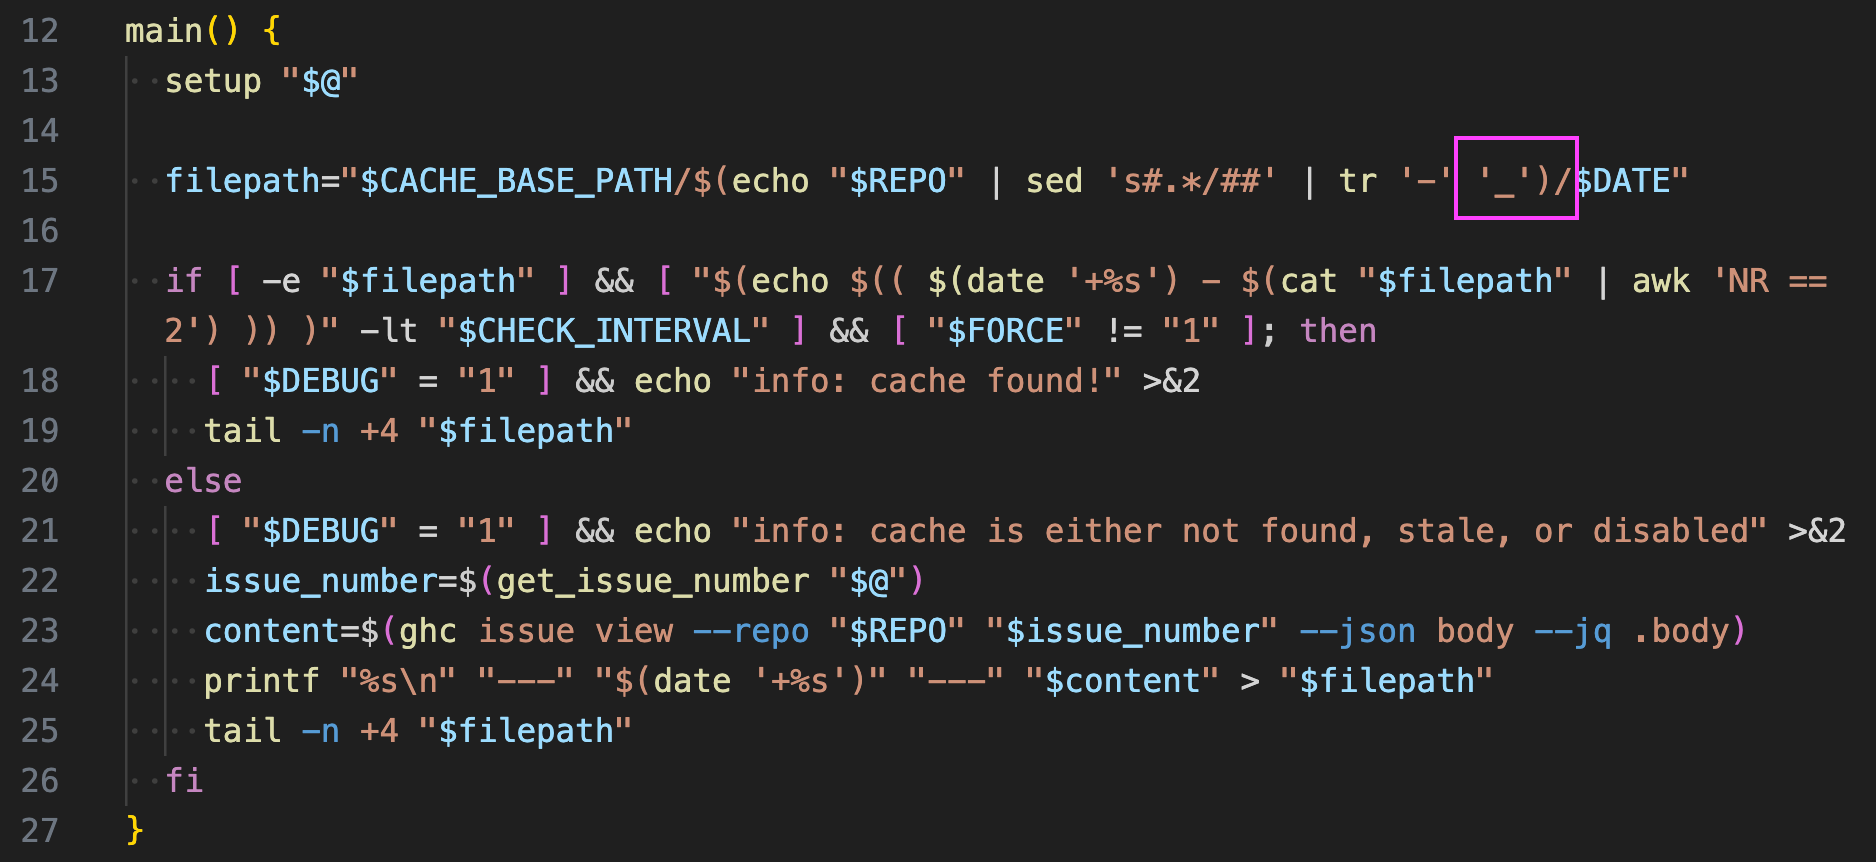 12 main() {
13 setup "$@"
14
15 filepath="$CACHE_BASE_PATH/$(echo "$REPO" | sed 's#.*/##' | tr '-' '_')/$DATE"
16
17 if [ -e "$filepath" ] && [ "$(echo $(( $(date '+%s') - $(cat "$filepath" | awk 'NR ==
2') )) )" -lt "$CHECK_INTERVAL" ] && [ "$FORCE" != "1" ]; then
18 [ "$DEBUG" = "1" ] && echo "info: cache found!" >&2
19 tail -n +4 "$filepath"
20 else
21 [ "$DEBUG" = "1" ] && echo "info: cache is either not found, stale, or disabled" >&2
22 issue_number=$(get_issue_number "$@")
23 content=$(ghc issue view --repo "$REPO" "$issue_number" --json body --jq .body)
24 printf "%s\n" "---" "$(date '+%s')" "---" "$content" > "$filepath"
25 tail -n +4 "$filepath"
26 fi
27 }